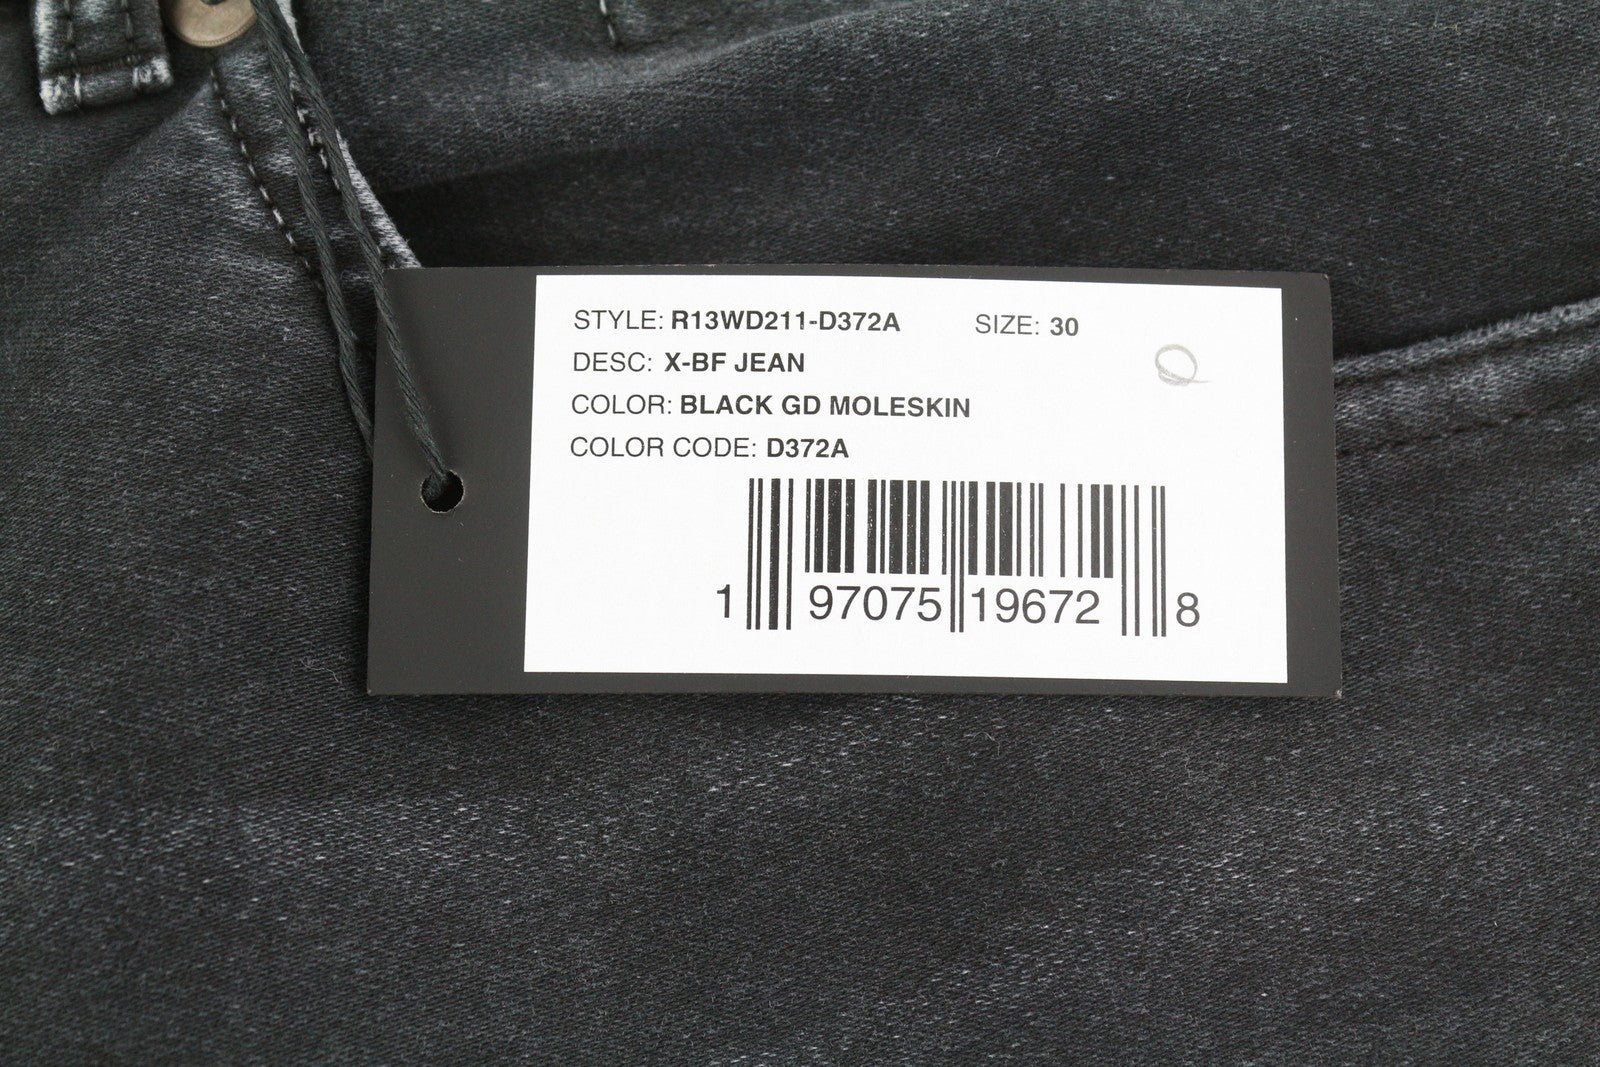 STYLE: R13WD211-D372A SIZE: 30
DESC: X-BF JEAN
COLOR: BLACK GD MOLESKIN
COLOR CODE: D372A
1 97075 19672 8